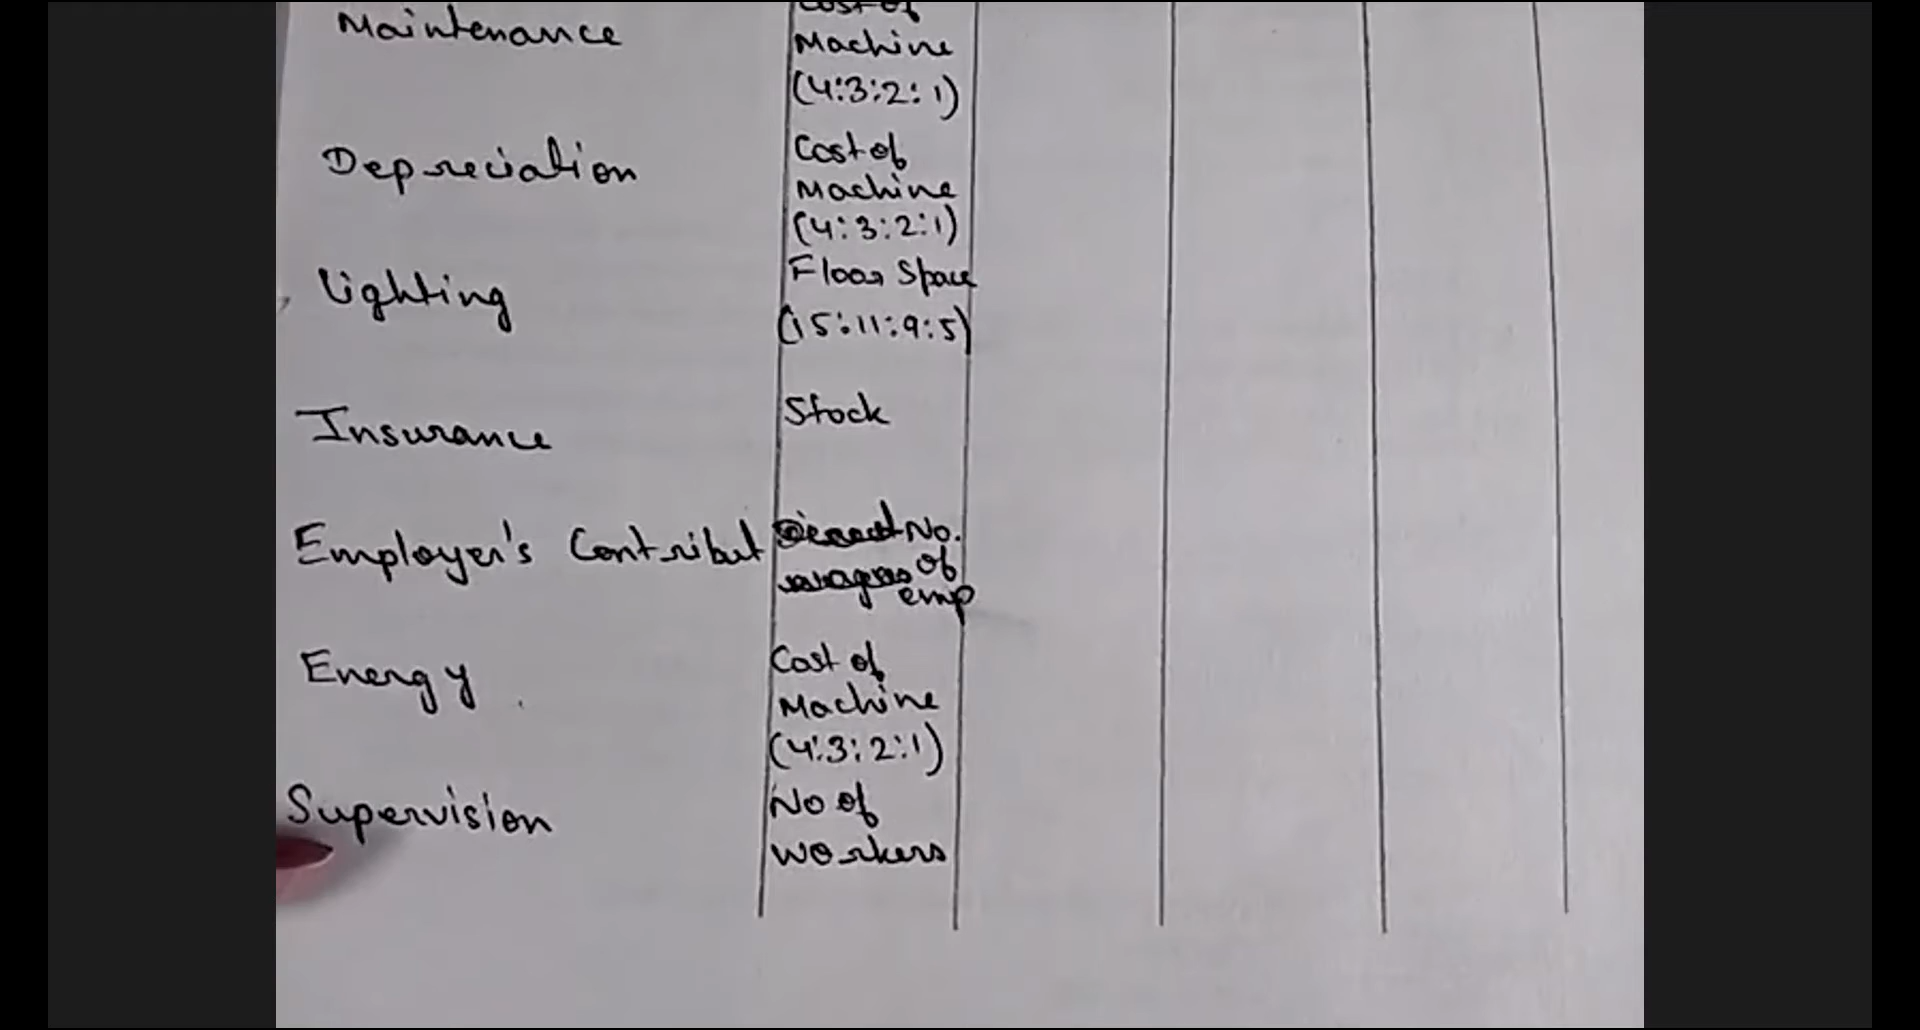 Maintenance
Cost of
Machine
(4:3:2:1)
Depreciation
Cost of
Machine
(4:3:2:1)
Lighting
Floor Space
(15:11:9:5)
Insurance
Stock
Employer's Contribut
No.
of
emp
Energy
Cost of
Machine
(4:3:2:1)
Supervision
No of
Workers